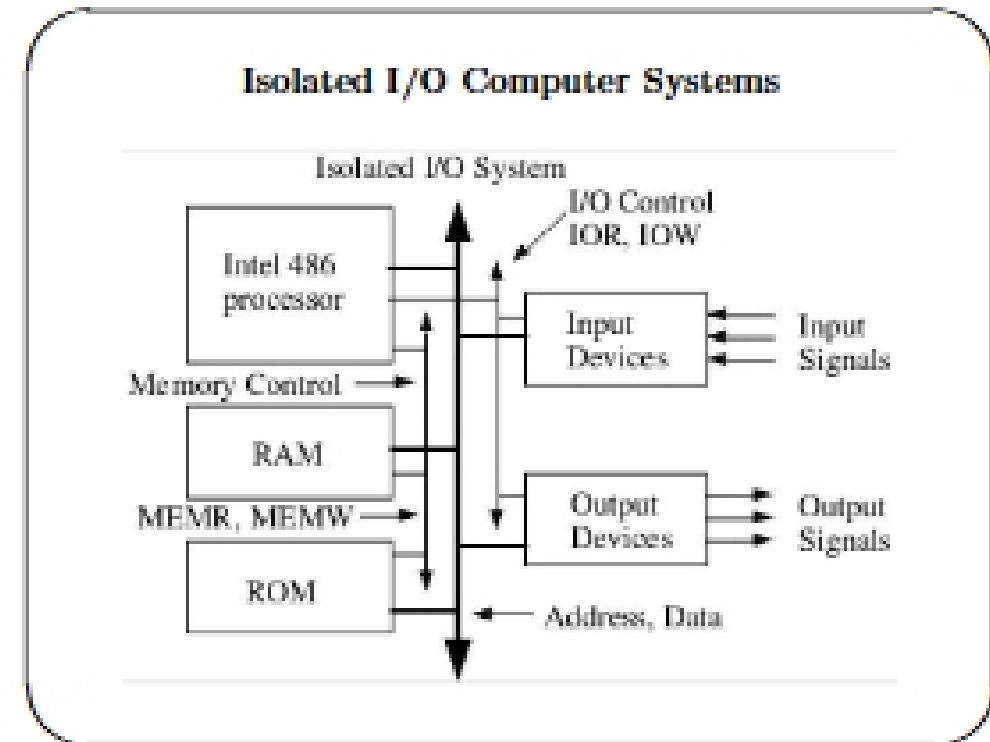 Isolated I/O Computer Systems
Isolated I/O System
I/O Control
IOR, IOW
Intel 486
processor
Input
Devices
Input
Signals
Memory Control
RAM
MEMR, MEMW
Output
Devices
Output
Signals
ROM
Address, Data